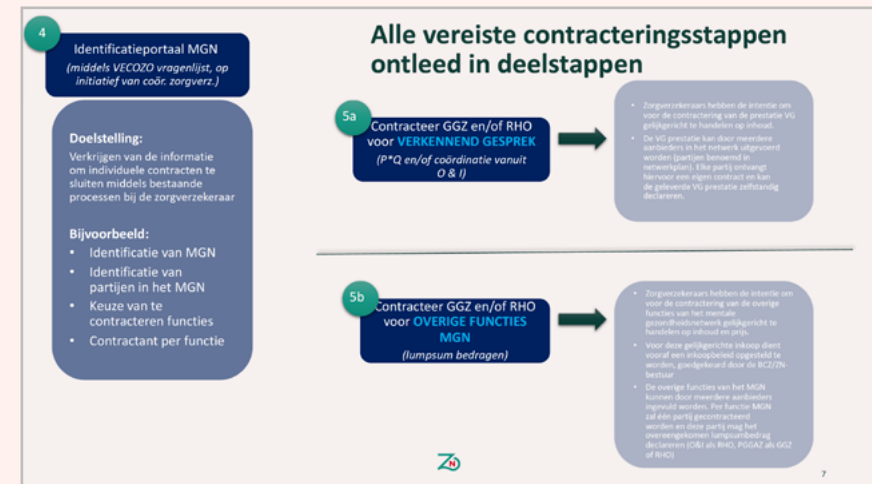 4
Identificatieportaal MGN
(middels VECOZO vragenlijst, op
initiatief van coör. zorgverz.)
Doelstelling:
Verkrijgen van de informatie
om individuele contracten te
sluiten middels bestaande
processen bij de zorgverzekeraar
Bijvoorbeeld:
• Identificatie van MGN
• Identificatie van
partijen in het MGN
• Keuze van te
contracteren functies
• Contractant per functie
Alle vereiste contracteringsstappen
ontleed in deelstappen
5a
Contracteer GGZ en/of RHO
voor VERKENNEND GESPREK
(P*Q en/of coördinatie vanuit
O & I)
• Zorgverzekeraars hebben de intentie om
voor de contractering van de prestatie VG
gelijkgericht te handelen op inhoud.
• De VG prestatie kan door meerdere
aanbieders in het netwerk uitgevoerd
worden (partijen benoemd in
netwerkplan). Elke partij ontvangt
hiervoor een eigen contract en kan
de geleverde VG prestatie zelfstandig
declareren.
5b
Contracteer GGZ en/of RHO
voor OVERIGE FUNCTIES
MGN
(lumpsum bedragen)
• Zorgverzekeraars hebben de intentie om
voor de contractering van de overige
functies van het mentale
gezondheidsnetwerk gelijkgericht te
handelen op inhoud en prijs.
• Voor deze gelijkgerichte inkoop dient
vooraf een inkoopbeleid opgesteld te
worden, goedgekeurd door de BCZ/ZN-
bestuur
• De overige functies van het MGN
kunnen door meerdere aanbieders
ingevuld worden. Per functie MGN
zal één partij gecontracteerd
worden en deze partij mag het
overeengekomen lumpsumbedrag
declareren (O&I als RHO, PGGAZ als GGZ
of RHO)
ZN
7